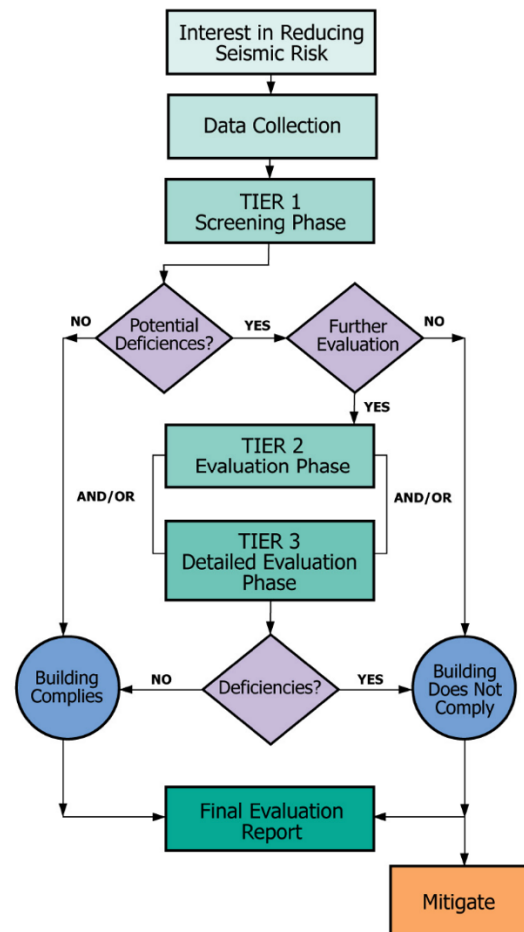 Interest in Reducing
Seismic Risk
Data Collection
TIER 1
Screening Phase
NO
Potential
Deficiences?
YES
Further
Evaluation
NO
YES
TIER 2
Evaluation Phase
AND/OR
AND/OR
TIER 3
Detailed Evaluation
Phase
Building
Complies
NO
Deficiencies?
YES
Building
Does Not
Comply
Final Evaluation
Report
Mitigate